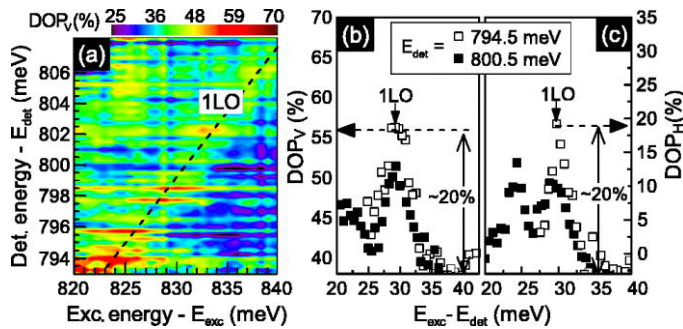 DOPV(%) 25 36 48 59 70
(a)
1LO
Det. energy - Edet (meV)
806
804
802
800
798
796
794
820 830 840
Exc. energy - Eexc (meV)
(b)
(c)
Edet = □ 794.5 meV
■ 800.5 meV
1LO
1LO
~20%
~20%
DOPV (%)
70
65
60
55
50
45
40
20 25 30 35 40 20 25 30 35 40
Eexc-Edet (meV)
(meV)
35
30
25
20
15
10
5
0
DOPH(%)